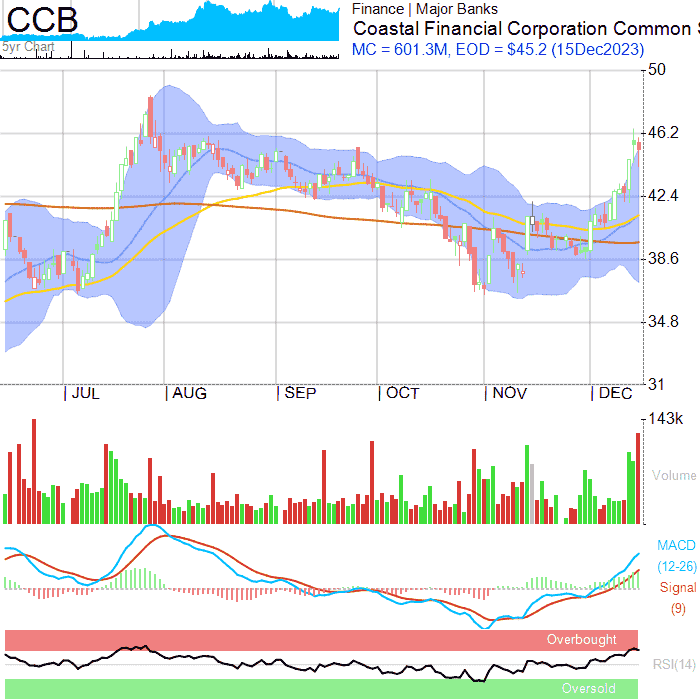 CCB
5yr Chart
Finance | Major Banks
Coastal Financial Corporation Common S
MC = 601.3M, EOD = $45.2 (15Dec2023)
50
46.2
42.4
38.6
34.8
31
JUL AUG SEP OCT NOV DEC
143k
Volume
MACD
(12-26)
Signal
(9)
Overbought
RSI(14)
Oversold